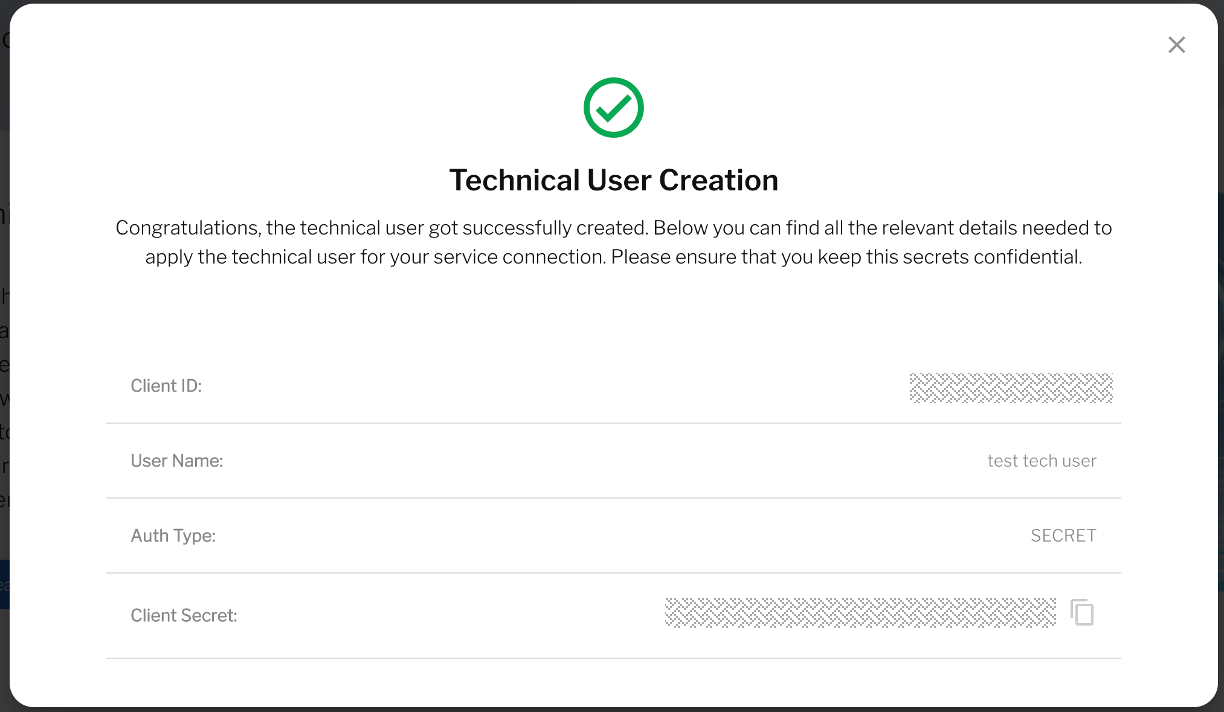 Technical User Creation
Congratulations, the technical user got successfully created. Below you can find all the relevant details needed to
apply the technical user for your service connection. Please ensure that you keep this secrets confidential.
Client ID:
User Name: test tech user
Auth Type: SECRET
Client Secret: